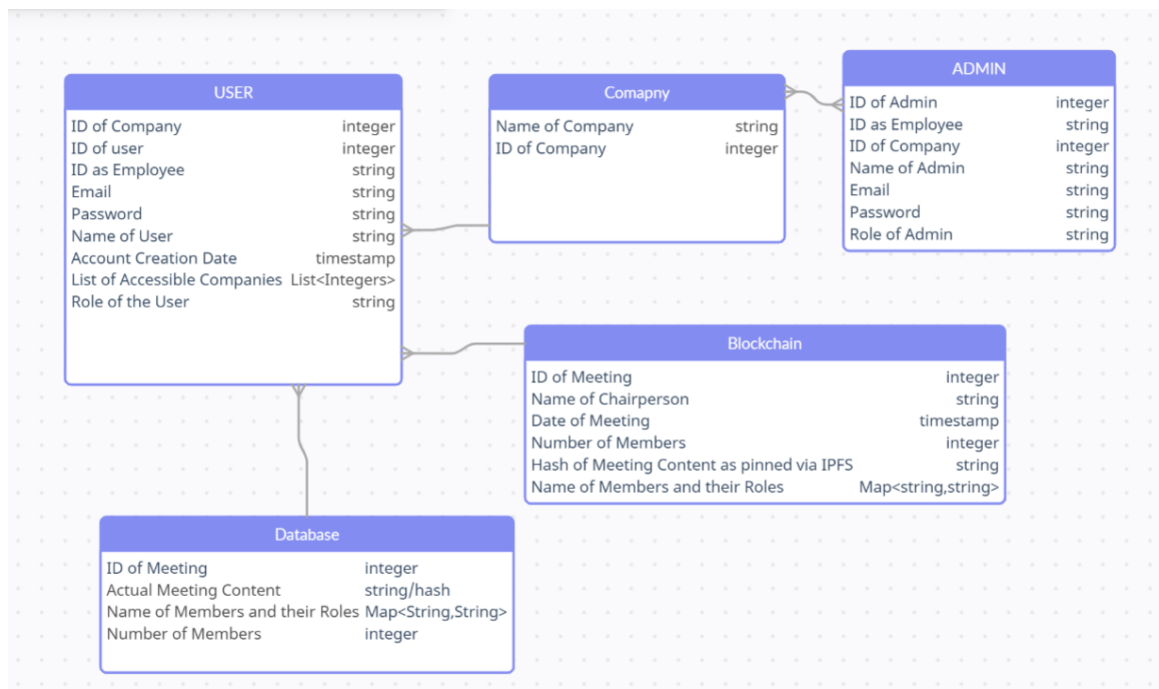 USER
ID of Company integer
ID of user integer
ID as Employee string
Email string
Password string
Name of User string
Account Creation Date timestamp
List of Accessible Companies List<Integers>
Role of the User string
Comapny
Name of Company string
ID of Company integer
ADMIN
ID of Admin integer
ID as Employee string
ID of Company integer
Name of Admin string
Email string
Password string
Role of Admin string
Blockchain
ID of Meeting integer
Name of Chairperson string
Date of Meeting timestamp
Number of Members integer
Hash of Meeting Content as pinned via IPFS string
Name of Members and their Roles Map<string,string>
Database
ID of Meeting integer
Actual Meeting Content string/hash
Name of Members and their Roles Map<String,String>
Number of Members integer